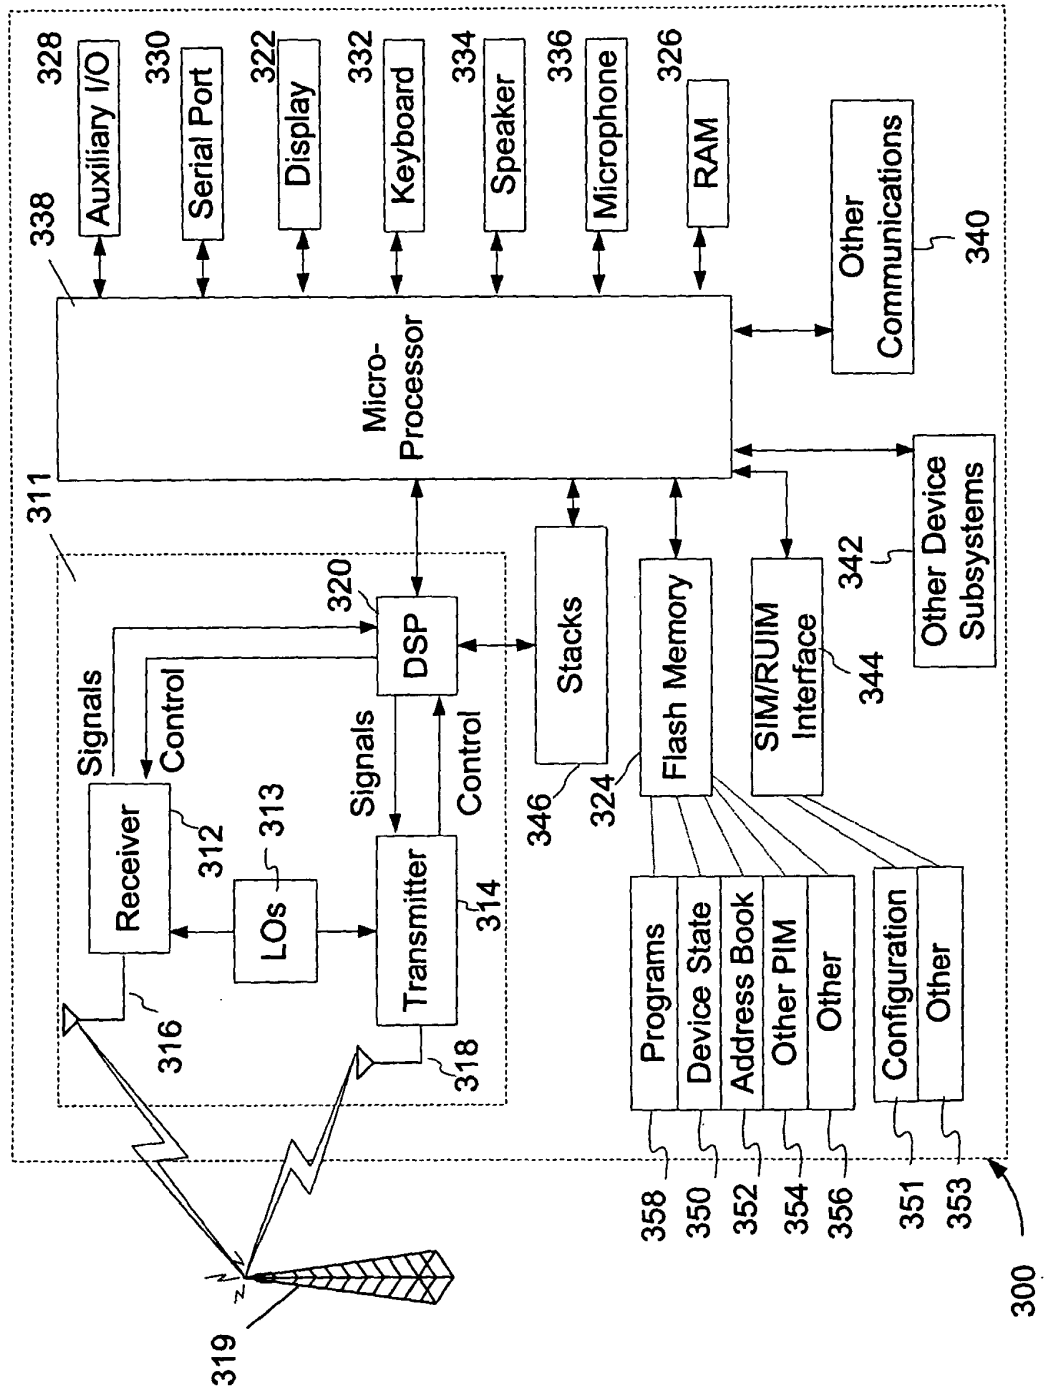 311
338
Signals
Control
Receiver
312
316
LOs
313
DSP
320
Signals
Control
Transmitter
314
318
319
Micro-
Processor
Auxiliary I/O
328
Serial Port
330
Display
322
Keyboard
332
Speaker
334
Microphone
336
RAM
326
Stacks
346
Flash Memory
324
SIM/RUIM
Interface
344
Other
Communications
340
Other Device
Subsystems
342
358
Programs
350
Device State
352
Address Book
354
Other PIM
356
Other
351
Configuration
353
Other
300